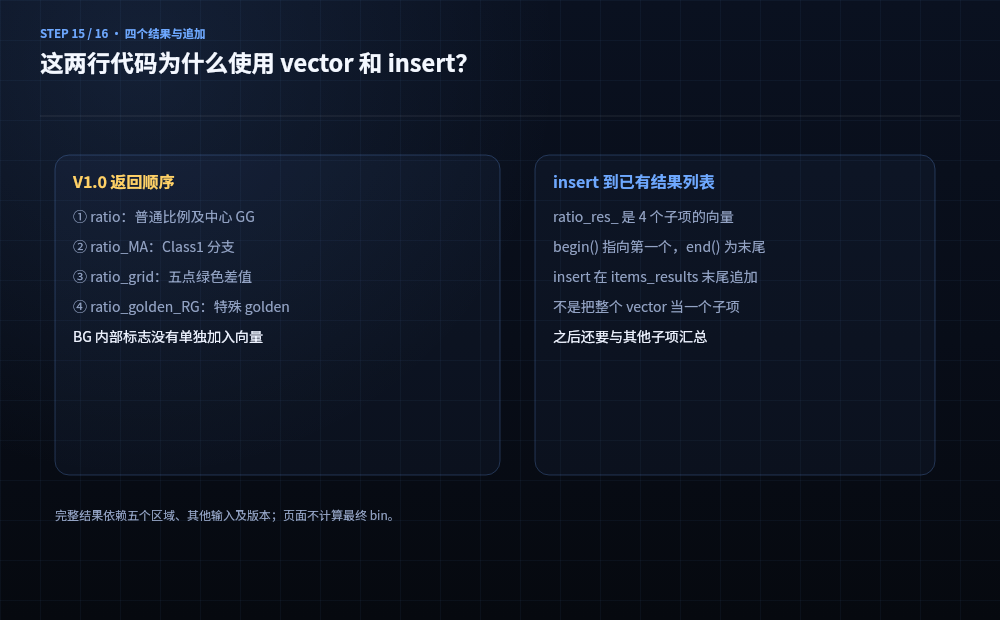 STEP 15 / 16 · 四个结果与追加
这两行代码为什么使用 vector 和 insert？
V1.0 返回顺序
① ratio：普通比例及中心 GG
② ratio_MA：Class1 分支
③ ratio_grid：五点绿色差值
④ ratio_golden_RG：特殊 golden
BG 内部标志没有单独加入向量
insert 到已有结果列表
ratio_res_ 是 4 个子项的向量
begin() 指向第一个，end() 为末尾
insert 在 items_results 末尾追加
不是把整个 vector 当一个子项
之后还要与其他子项汇总
完整结果依赖五个区域、其他输入及版本；页面不计算最终 bin。